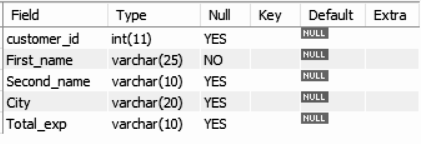 Field Type Null Key Default Extra
customer_id int(11) YES NULL
First_name varchar(25) NO NULL
Second_name varchar(10) YES NULL
City varchar(20) YES NULL
Total_exp varchar(10) YES NULL